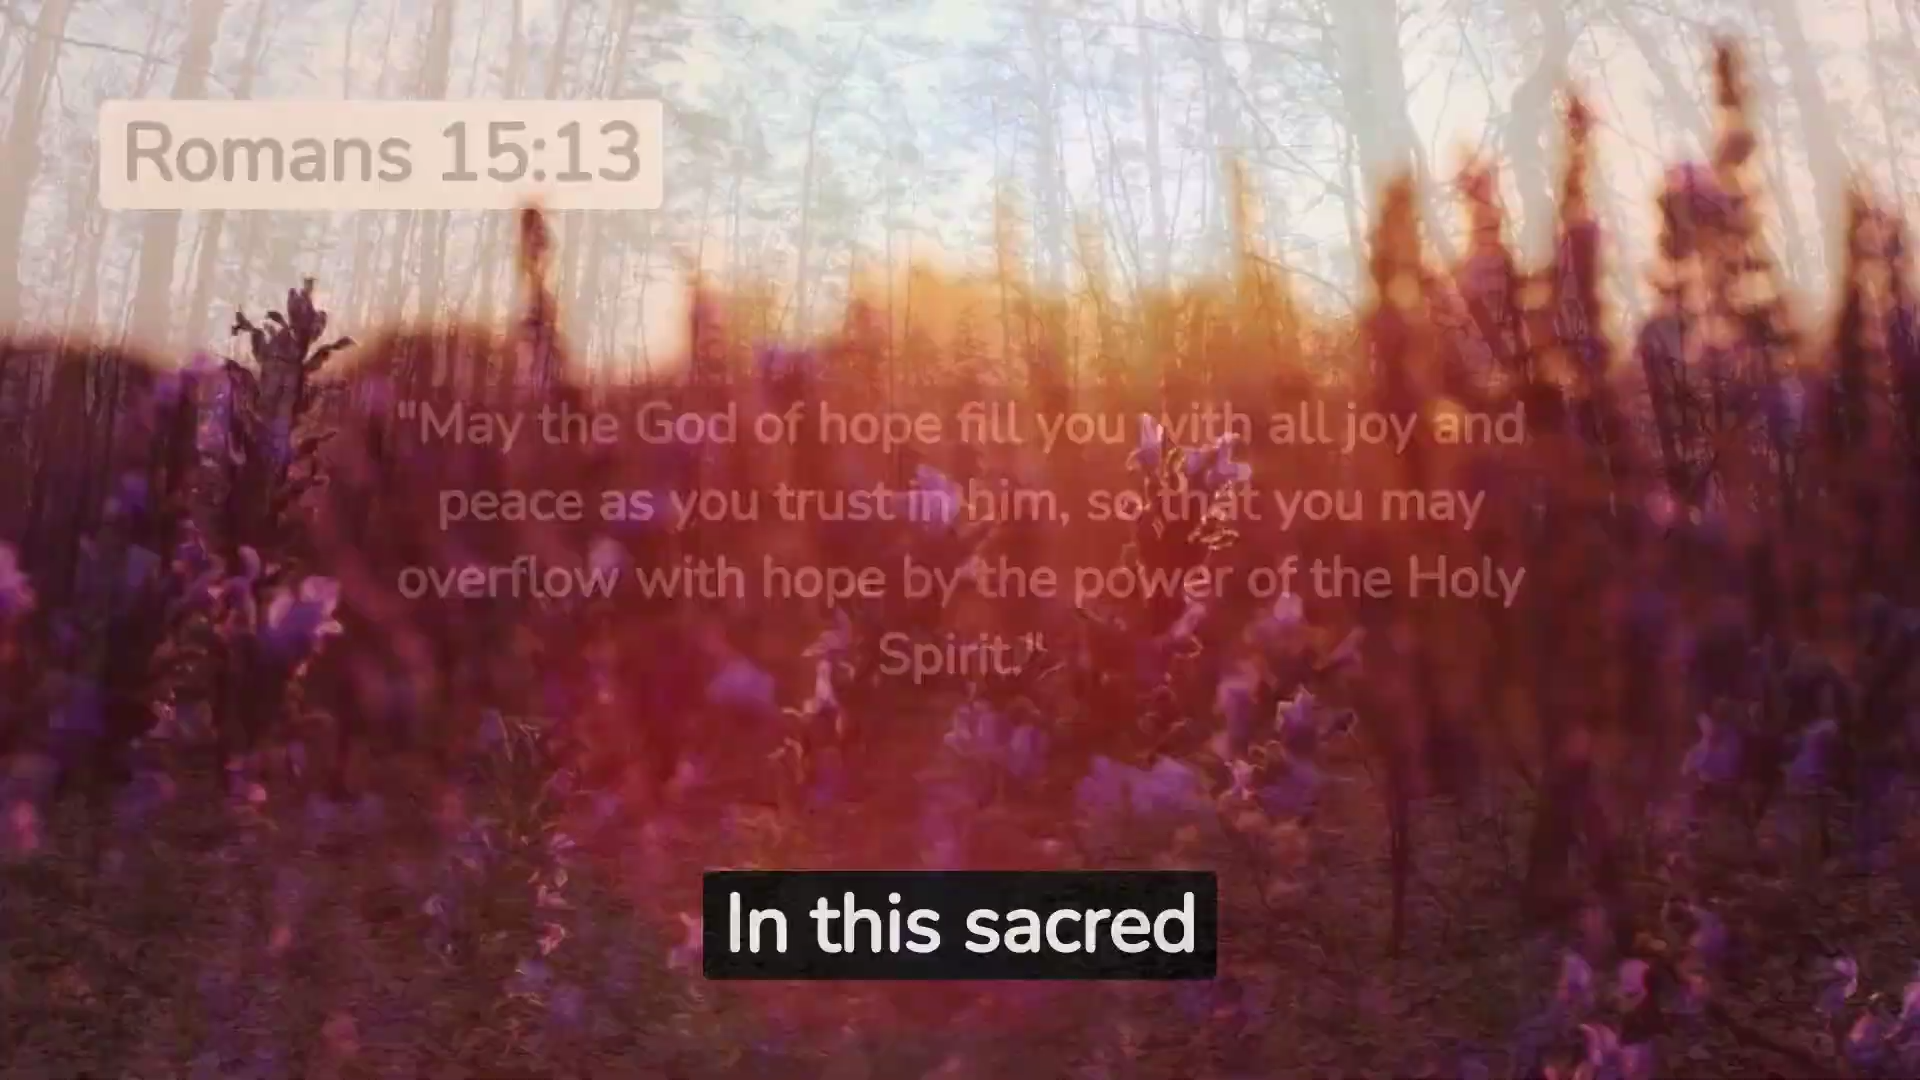 Romans 15:13
"May the God of hope fill you with all joy and
peace as you trust in him, so that you may
overflow with hope by the power of the Holy
Spirit."
In this sacred